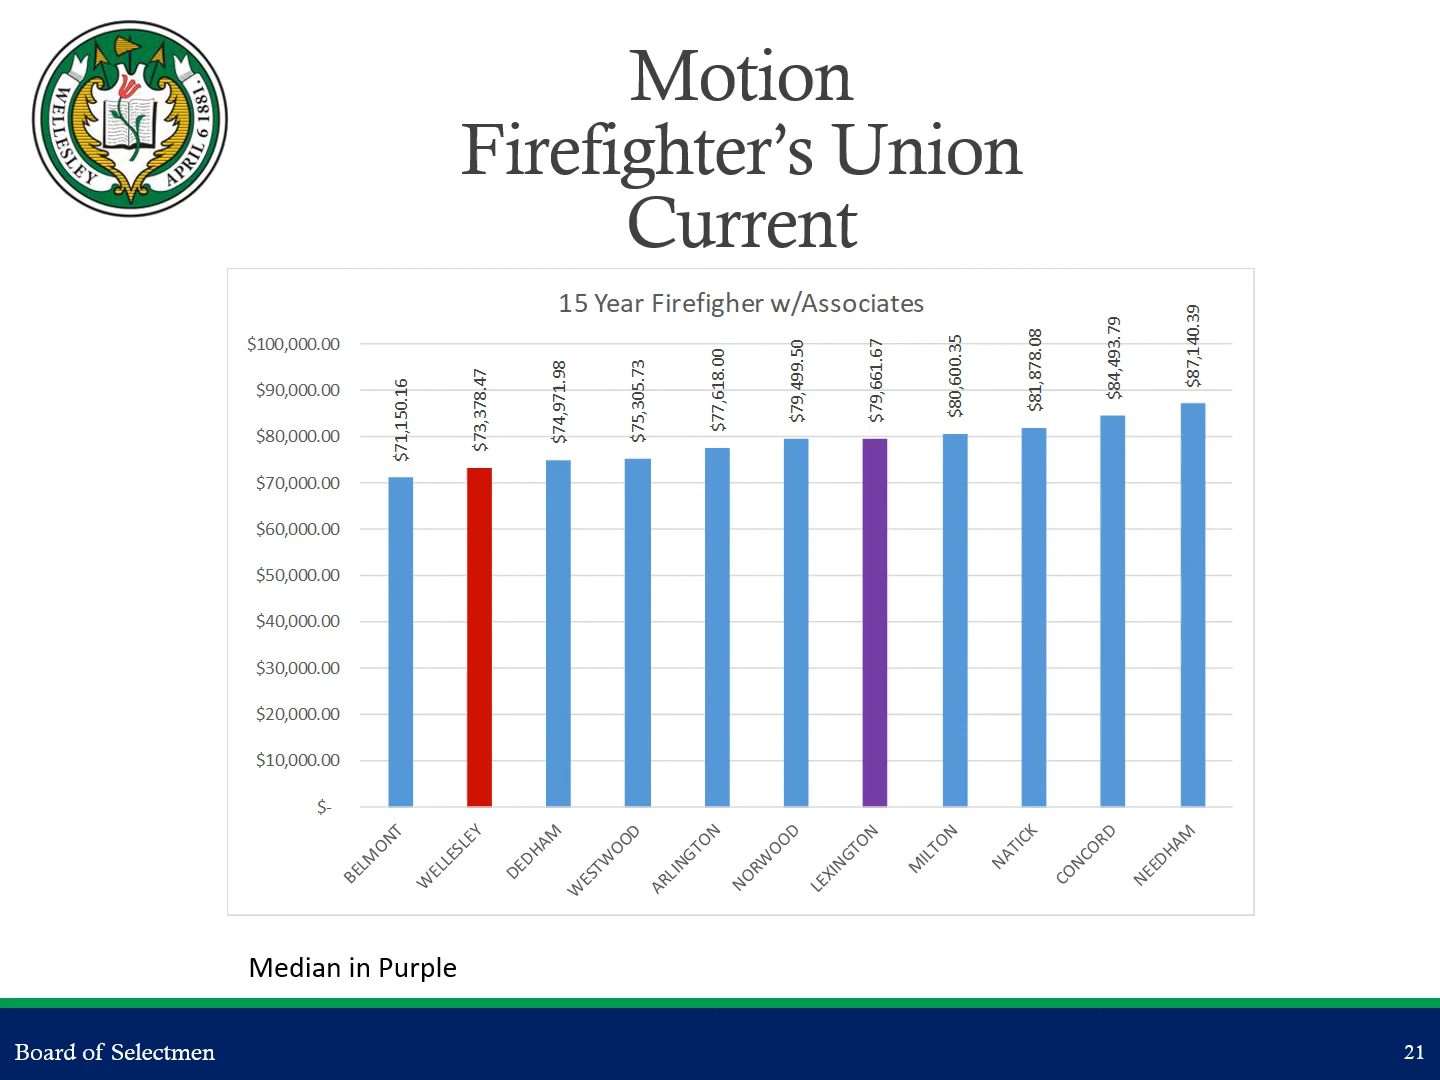 WELLESLEY
APRIL 6 1881.
Motion
Firefighter’s Union
Current
15 Year Firefigher w/Associates
$100,000.00
$90,000.00
$80,000.00
$70,000.00
$60,000.00
$50,000.00
$40,000.00
$30,000.00
$20,000.00
$10,000.00
$-
$71,150.16
$73,378.47
$74,971.98
$75,305.73
$77,618.00
$79,499.50
$79,661.67
$80,600.35
$81,878.08
$84,493.79
$87,140.39
BELMONT
WELLESLEY
DEDHAM
WESTWOOD
ARLINGTON
NORWOOD
LEXINGTON
MILTON
NATICK
CONCORD
NEEDHAM
Median in Purple
Board of Selectmen
21